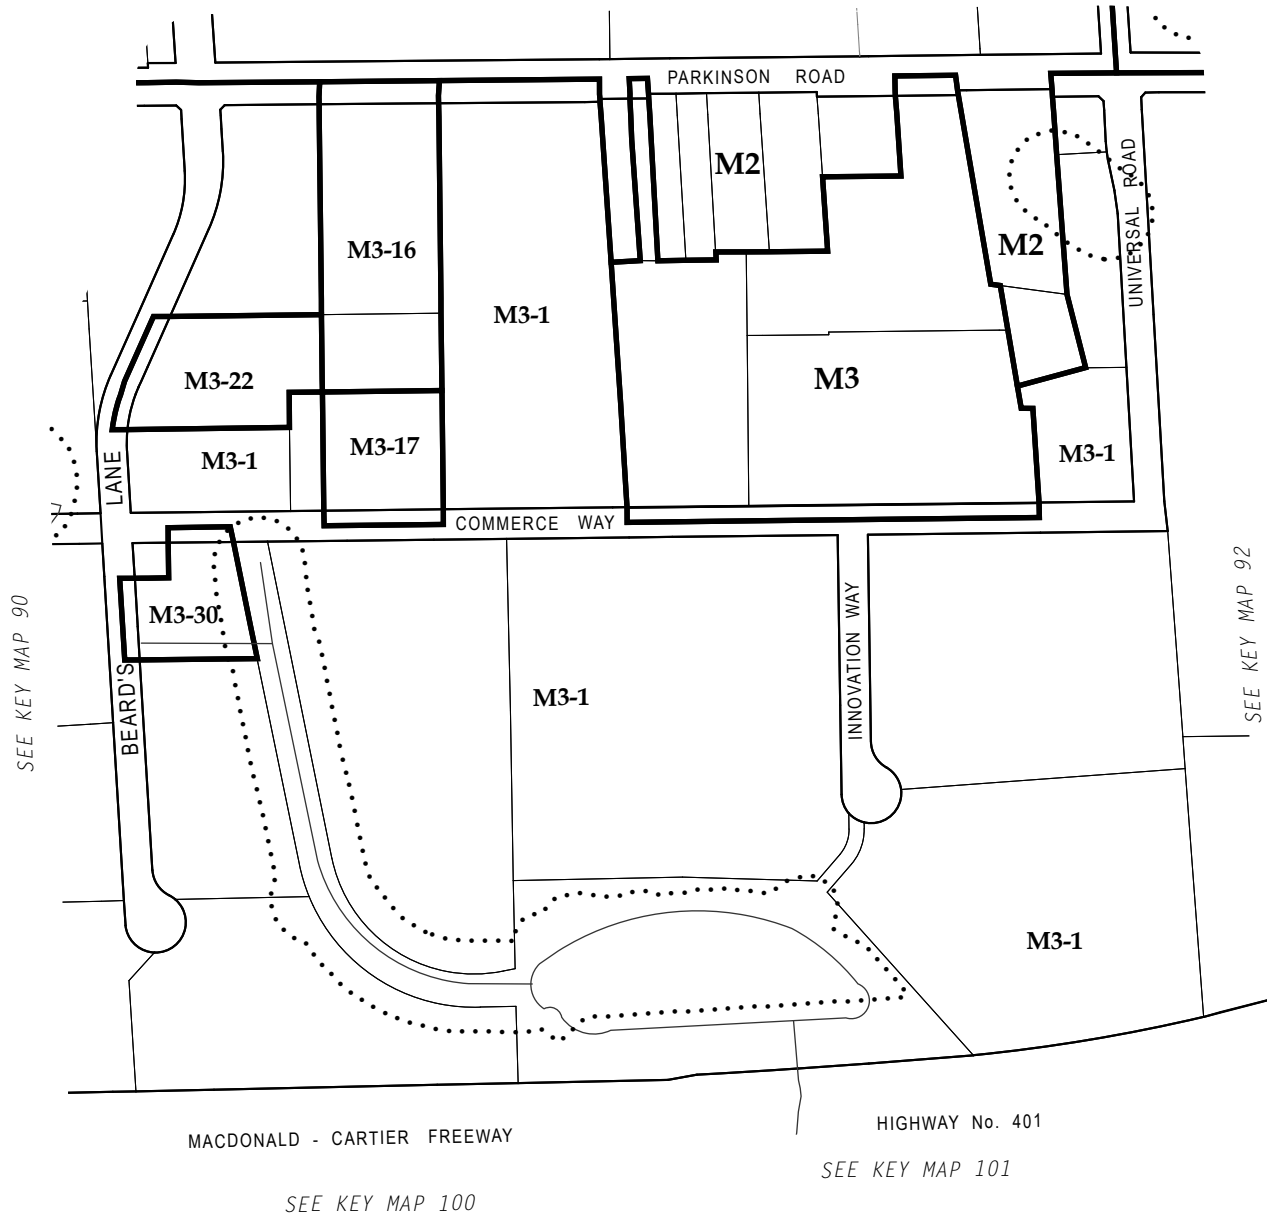 PARKINSON ROAD
M2
UNIVERSAL ROAD
M3-16
M2
M3-1
M3-22
M3
M3-17
M3-1
M3-1
LANE
COMMERCE WAY
SEE KEY MAP 90
M3-30
BEARD'S
INNOVATION WAY
SEE KEY MAP 92
M3-1
M3-1
MACDONALD - CARTIER FREEWAY
HIGHWAY No. 401
SEE KEY MAP 101
SEE KEY MAP 100